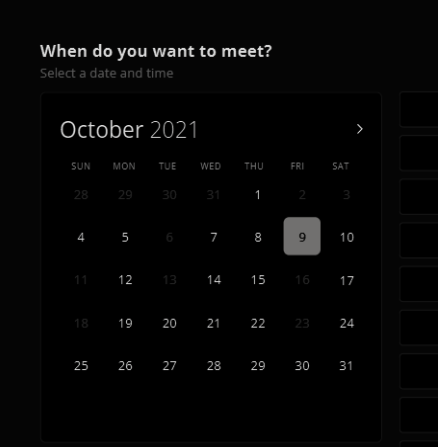 When do you want to meet?
Select a date and time
October 2021
SUN MON TUE WED THU FRI SAT
28 29 30 31 1 2 3
4 5 6 7 8 9 10
11 12 13 14 15 16 17
18 19 20 21 22 23 24
25 26 27 28 29 30 31